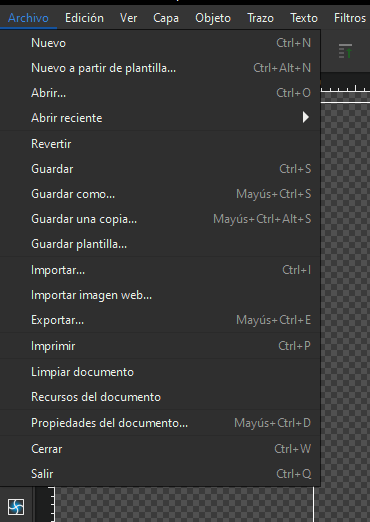 Archivo Edición Ver Capa Objeto Trazo Texto Filtros
Nuevo Ctrl+N
Nuevo a partir de plantilla... Ctrl+Alt+N
Abrir... Ctrl+O
Abrir reciente
Revertir
Guardar Ctrl+S
Guardar como... Mayús+Ctrl+S
Guardar una copia... Mayús+Ctrl+Alt+S
Guardar plantilla...
Importar... Ctrl+I
Importar imagen web...
Exportar... Mayús+Ctrl+E
Imprimir Ctrl+P
Limpiar documento
Recursos del documento
Propiedades del documento... Mayús+Ctrl+D
Cerrar Ctrl+W
Salir Ctrl+Q